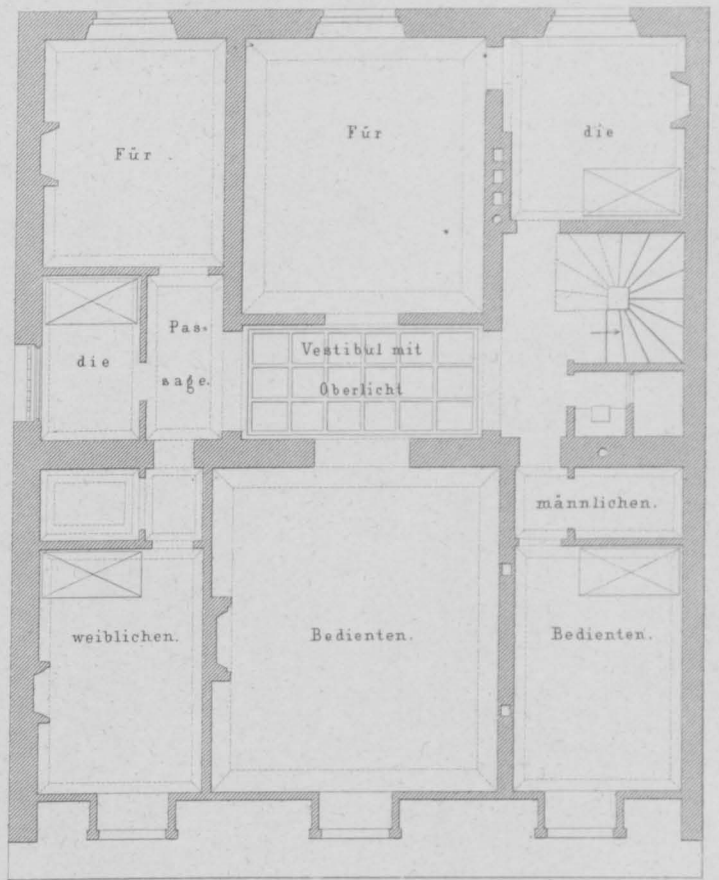 Für
Für
die
Pas-
sage.
Vestibul mit
Oberlicht
die
männlichen.
weiblichen.
Bedienten.
Bedienten.